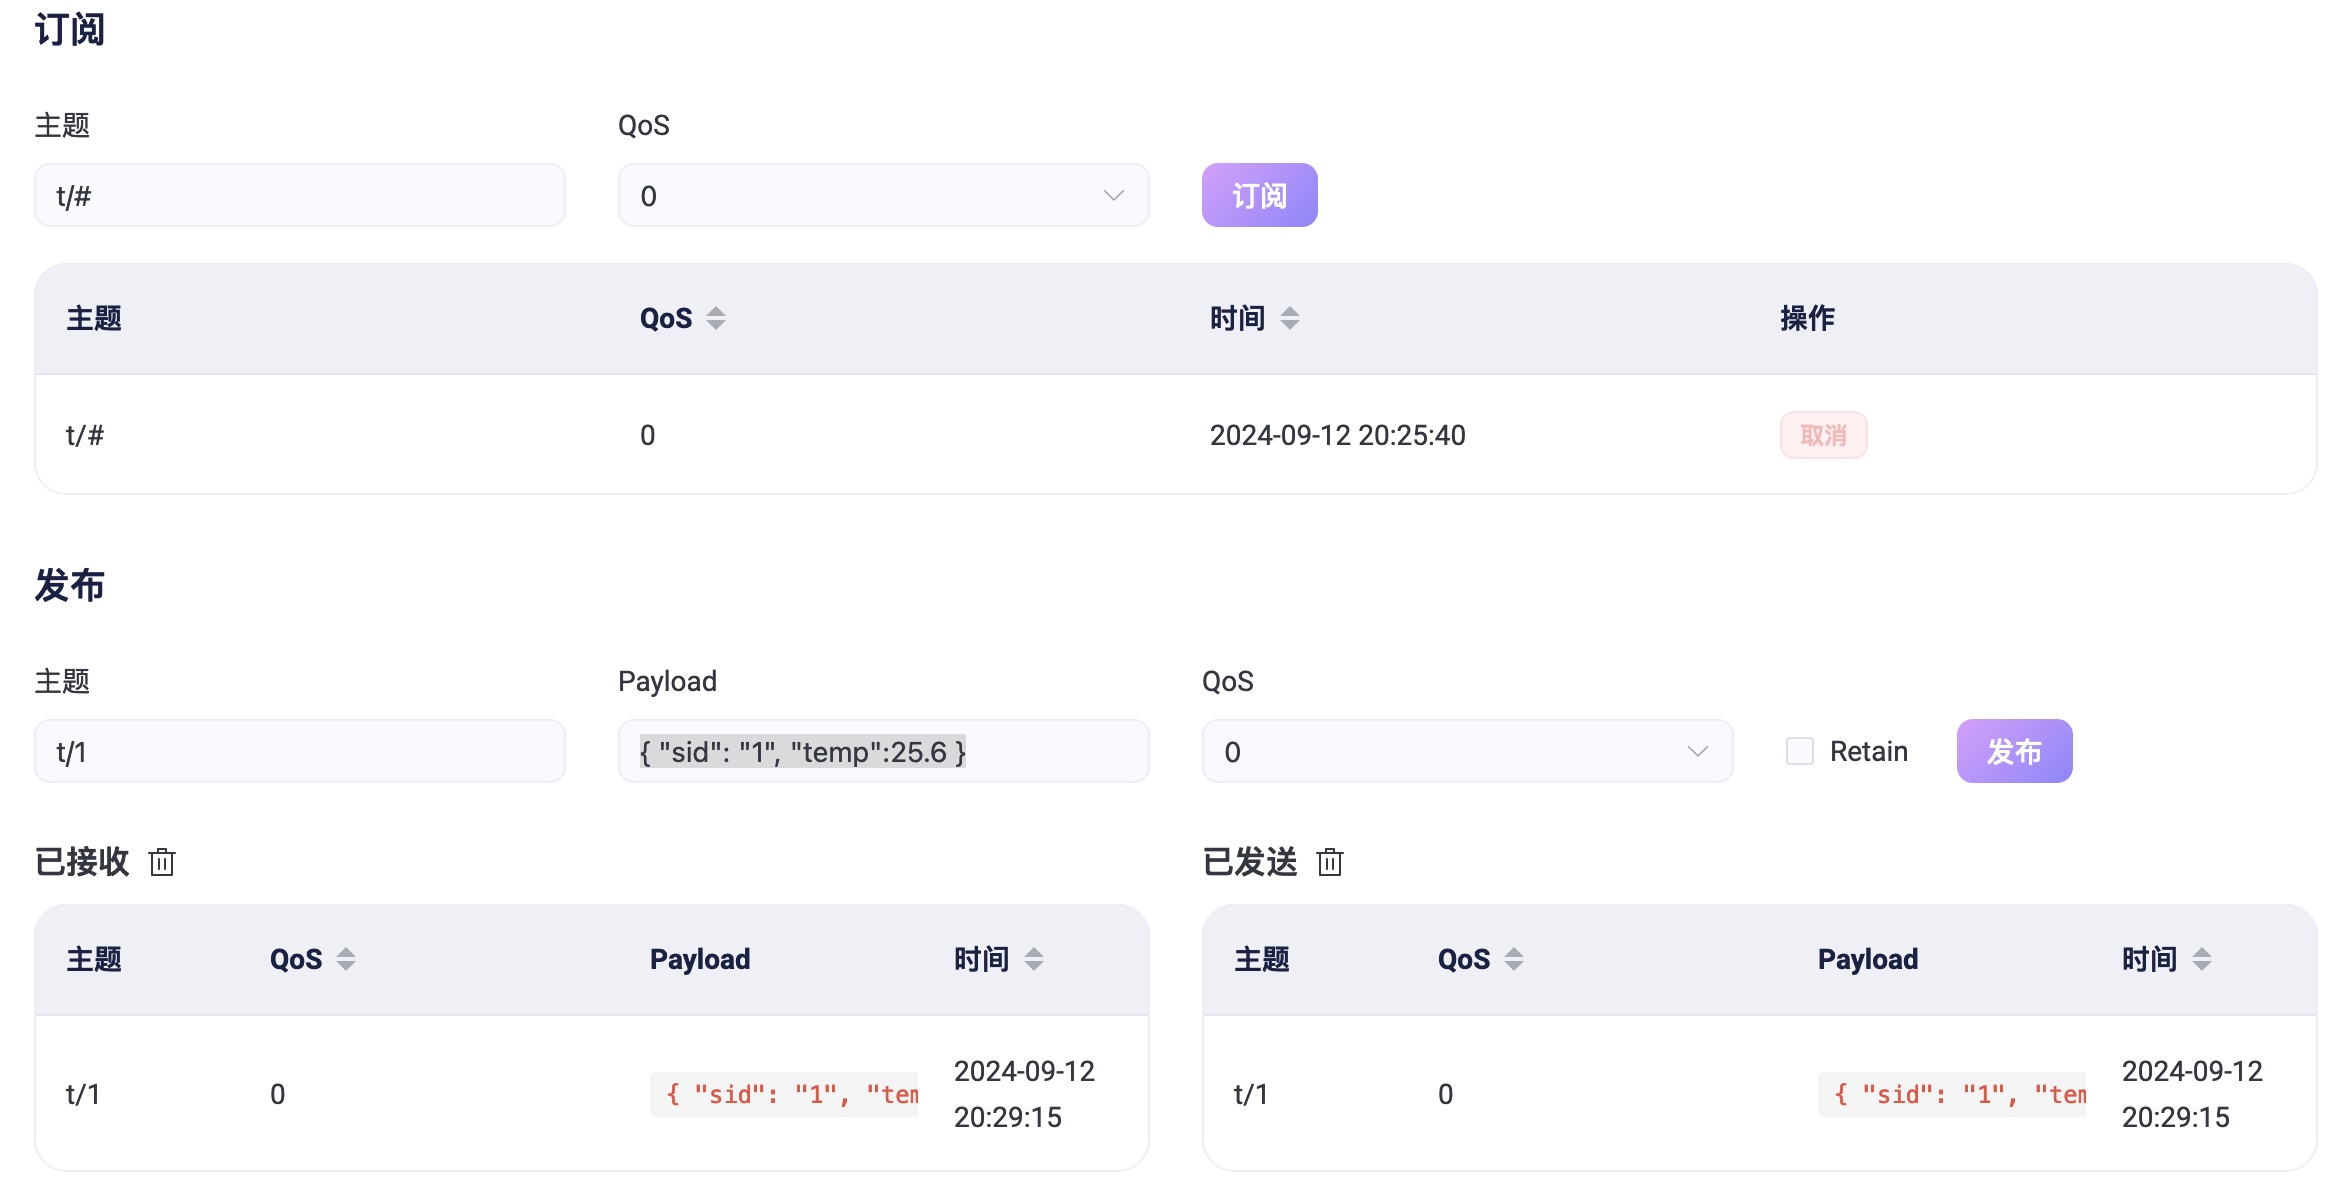 订阅
主题
QoS
t/#
0
订阅
主题 QoS 时间 操作
t/# 0 2024-09-12 20:25:40 取消
发布
主题
Payload
QoS
t/1
{ "sid": "1", "temp":25.6 }
0
Retain
发布
已接收
已发送
主题 QoS Payload 时间
t/1 0 { "sid": "1", "tem 2024-09-12
20:29:15
主题 QoS Payload 时间
t/1 0 { "sid": "1", "tem 2024-09-12
20:29:15